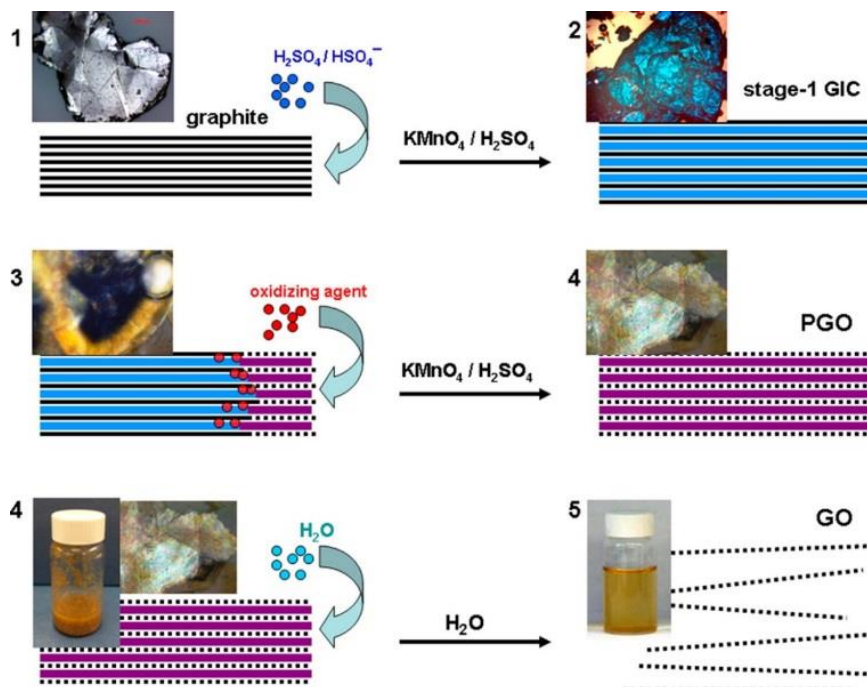 1
H₂SO₄ / HSO₄⁻
graphite
KMnO₄ / H₂SO₄
2
stage-1 GIC
3
oxidizing agent
KMnO₄ / H₂SO₄
4
PGO
4
H₂O
H₂O
5
GO